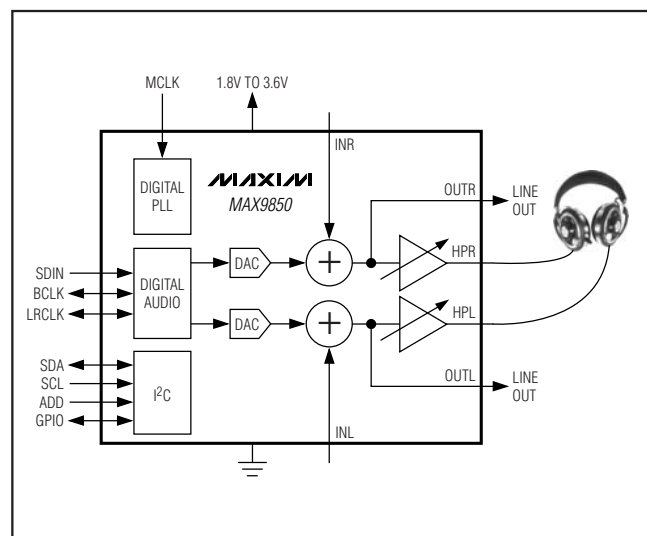 MCLK
1.8V TO 3.6V
INR
DIGITAL
PLL
MAXIM
MAX9850
OUTR
LINE
OUT
SDIN
BCLK
LRCLK
DIGITAL
AUDIO
DAC
+
HPR
DAC
+
HPL
SDA
SCL
ADD
GPIO
I²C
OUTL
LINE
OUT
INL